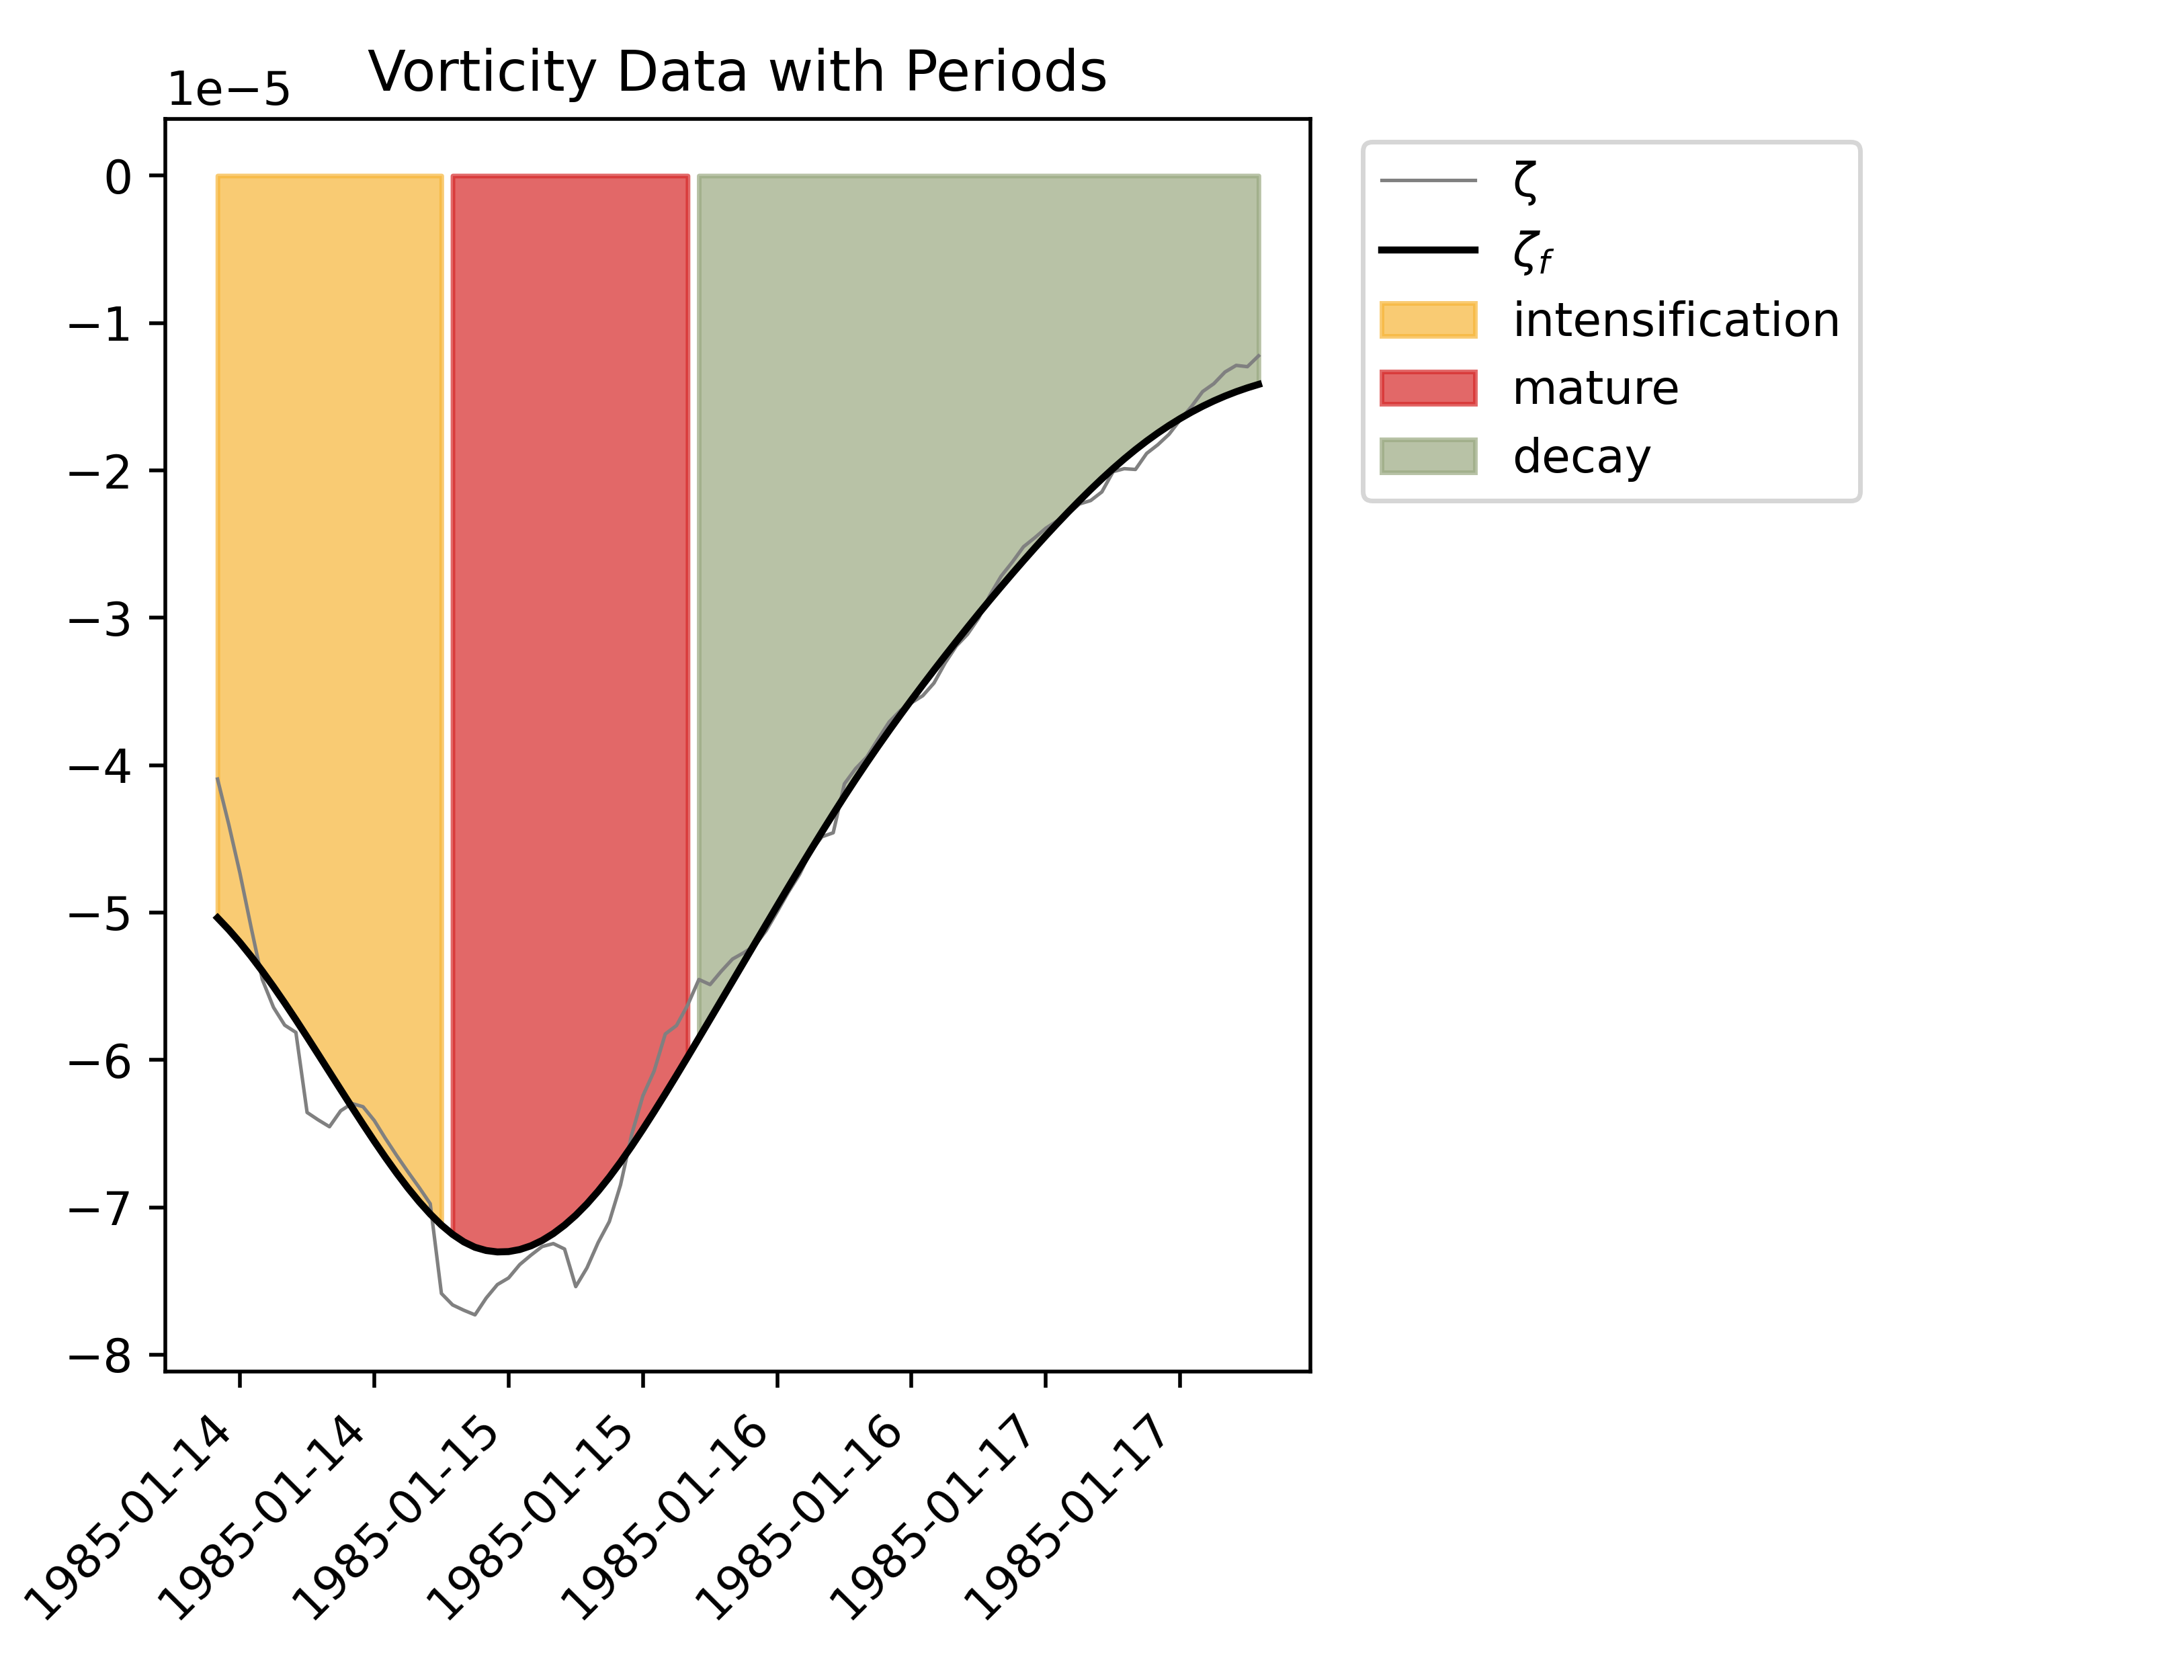 Vorticity Data with Periods
1e−5
0
−1
−2
−3
−4
−5
−6
−7
−8
1985-01-14
1985-01-14
1985-01-15
1985-01-15
1985-01-16
1985-01-16
1985-01-17
1985-01-17
ζ
ζf
intensification
mature
decay